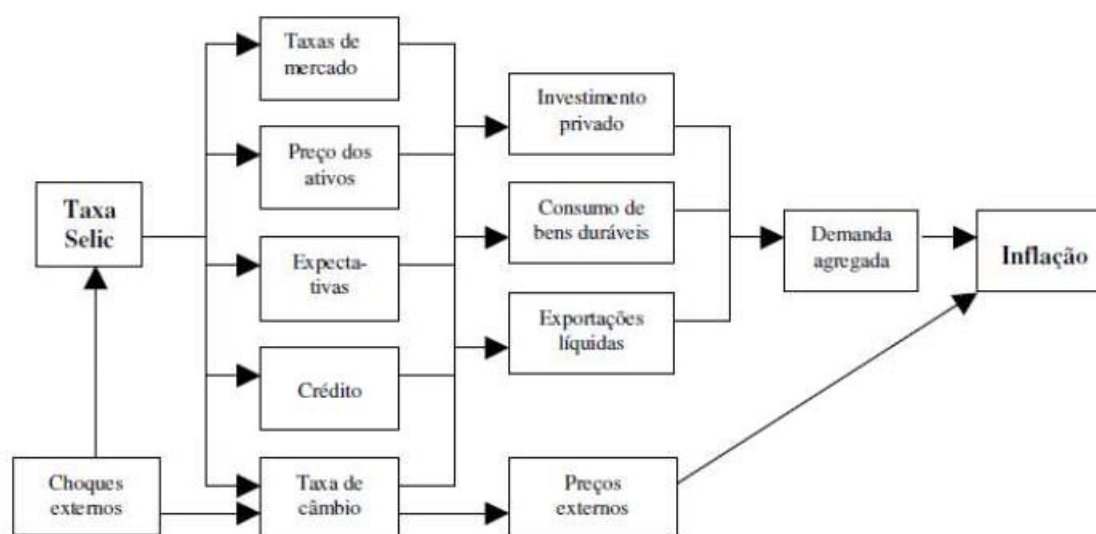 Taxas de
mercado
Preço dos
ativos
Expecta-
tivas
Crédito
Taxa de
câmbio
Taxa
Selic
Choques
externos
Investimento
privado
Consumo de
bens duráveis
Exportações
líquidas
Preços
externos
Demanda
agregada
Inflação